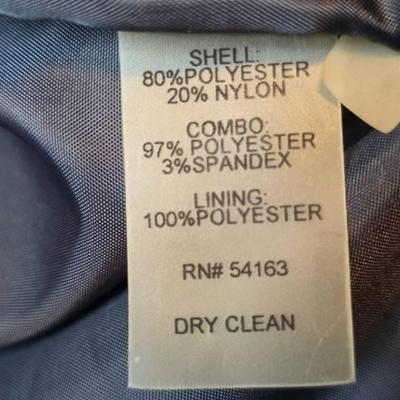 SHELL:
80%POLYESTER
20% NYLON
COMBO:
97% POLYESTER
3%SPANDEX
LINING:
100%POLYESTER
RN# 54163
DRY CLEAN